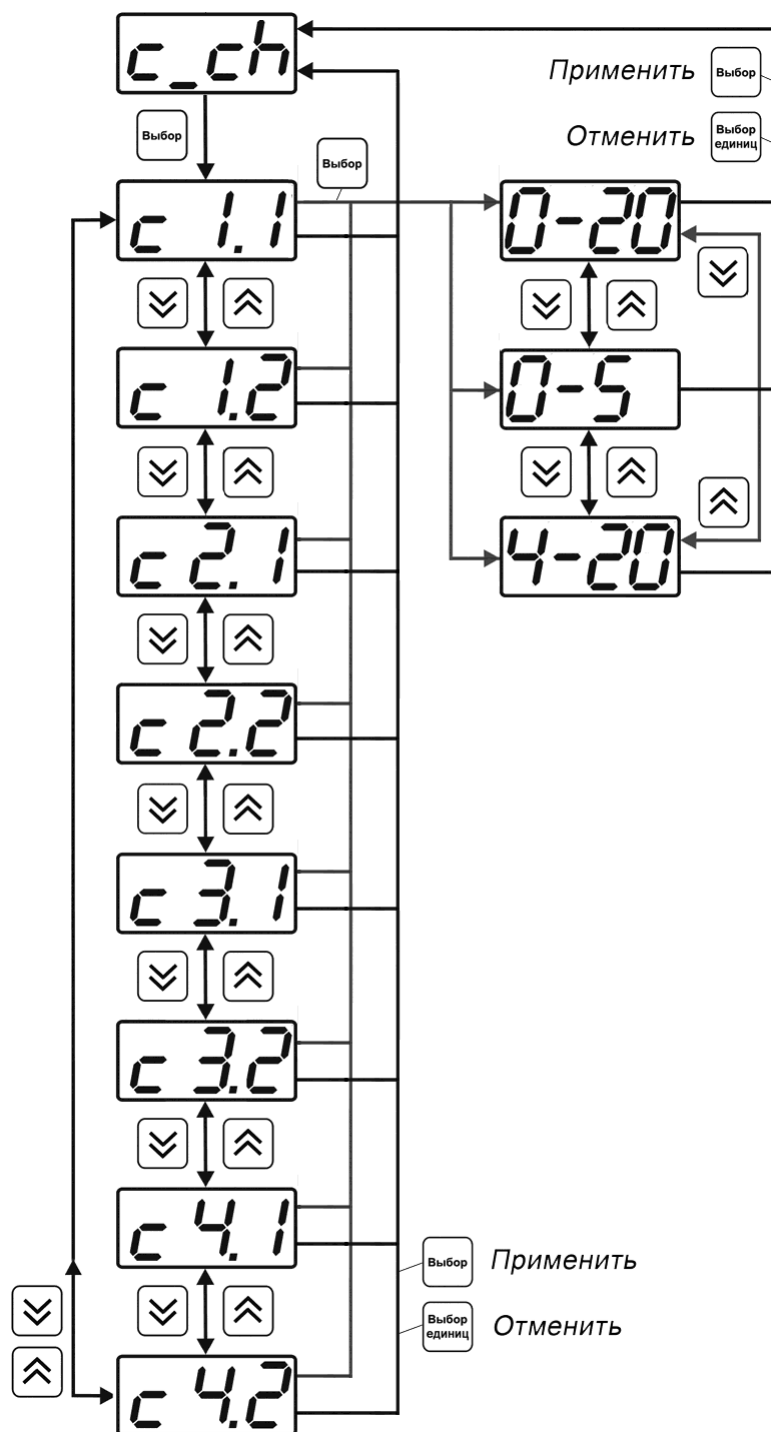 c_ch
Применить Выбор
Отменить Выбор единиц
Выбор
Выбор
c 1.1
0-20
c 1.2
0-5
c 2.1
4-20
c 2.2
c 3.1
c 3.2
c 4.1
Выбор Применить
Выбор единиц Отменить
c 4.2